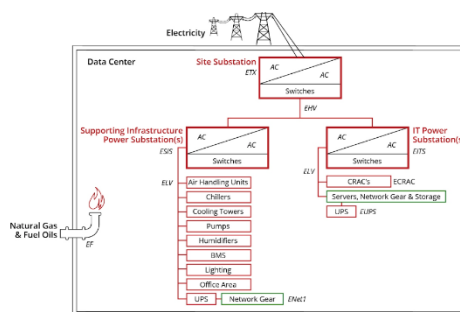 Electricity
Data Center
Site Substation
ETX
AC
AC
Switches
EHV
Supporting Infrastructure
Power Substation(s)
ESIS
AC
AC
Switches
IT Power
Substation(s)
EITS
AC
AC
Switches
ELV
Air Handling Units
Chillers
Cooling Towers
Pumps
Humidifiers
BMS
Lighting
Office Area
UPS
Network Gear
ENet1
ELV
CRAC's
ECRAC
Servers, Network Gear & Storage
UPS
EUPS
Natural Gas
& Fuel Oils
EF